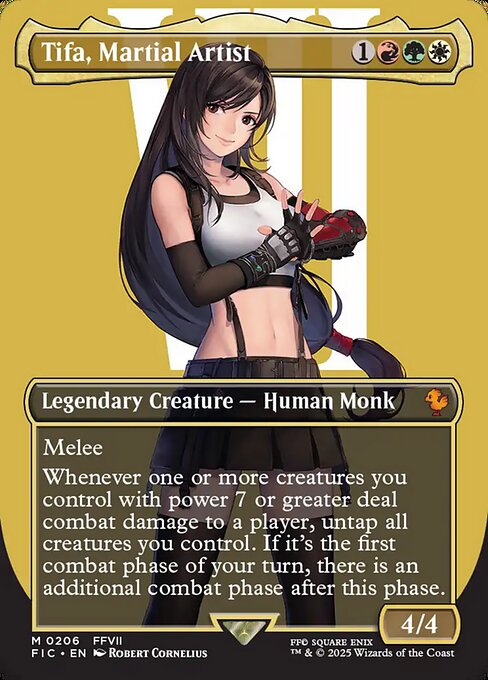 Tifa, Martial Artist 1
VII
Legendary Creature — Human Monk
Melee
Whenever one or more creatures you
control with power 7 or greater deal
combat damage to a player, untap all
creatures you control. If it's the first
combat phase of your turn, there is an
additional combat phase after this phase.
4/4
M 0206 FFVII
FIC • EN Robert Cornelius
FF© SQUARE ENIX
™ & © 2025 Wizards of the Coast